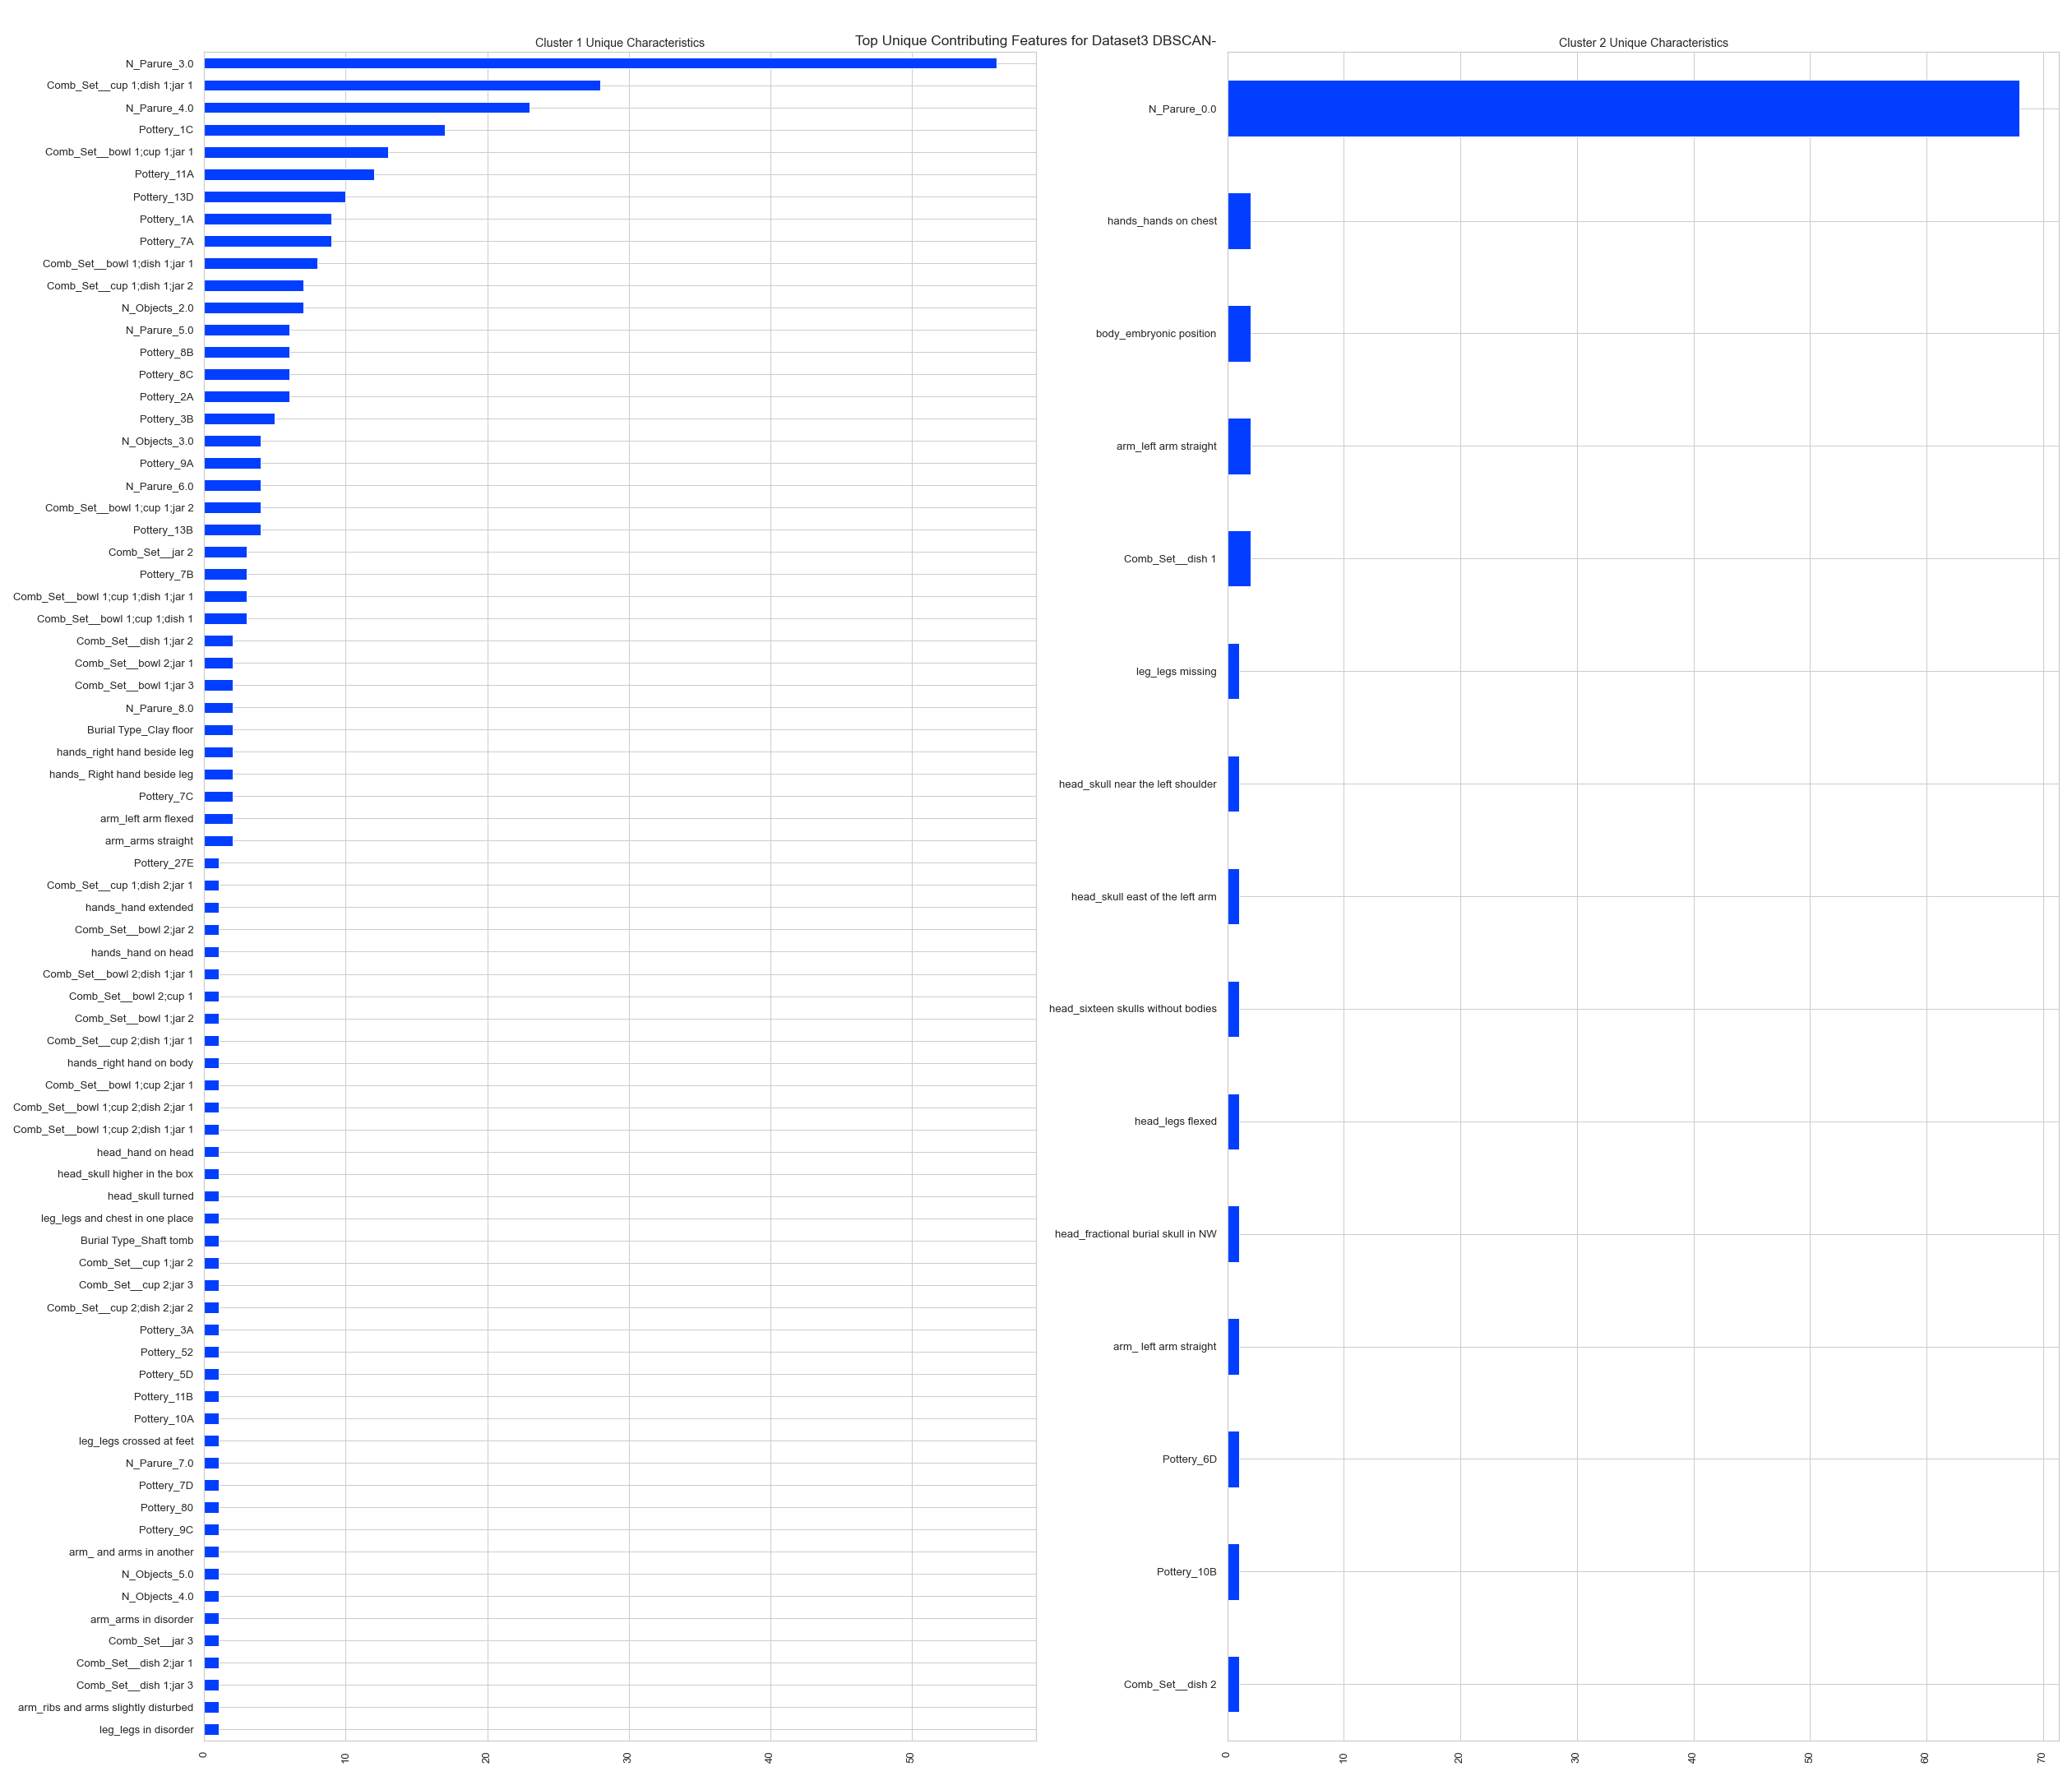 Top Unique Contributing Features for Dataset3 DBSCAN-
Cluster 1 Unique Characteristics
N_Parure_3.0
Comb_Set__cup 1;dish 1;jar 1
N_Parure_4.0
Pottery_1C
Comb_Set__bowl 1;cup 1;jar 1
Pottery_11A
Pottery_13D
Pottery_1A
Pottery_7A
Comb_Set__bowl 1;dish 1;jar 1
Comb_Set__cup 1;dish 1;jar 2
N_Objects_2.0
N_Parure_5.0
Pottery_8B
Pottery_8C
Pottery_2A
Pottery_3B
N_Objects_3.0
Pottery_9A
N_Parure_6.0
Comb_Set__bowl 1;cup 1;jar 2
Pottery_13B
Comb_Set__jar 2
Pottery_7B
Comb_Set__bowl 1;cup 1;dish 1;jar 1
Comb_Set__bowl 1;cup 1;dish 1
Comb_Set__dish 1;jar 2
Comb_Set__bowl 2;jar 1
Comb_Set__bowl 1;jar 3
N_Parure_8.0
Burial Type_Clay floor
hands_right hand beside leg
hands_ Right hand beside leg
Pottery_7C
arm_left arm flexed
arm_arms straight
Pottery_27E
Comb_Set__cup 1;dish 2;jar 1
hands_hand extended
Comb_Set__bowl 2;jar 2
hands_hand on head
Comb_Set__bowl 2;dish 1;jar 1
Comb_Set__bowl 2;cup 1
Comb_Set__bowl 1;jar 2
Comb_Set__cup 2;dish 1;jar 1
hands_right hand on body
Comb_Set__bowl 1;cup 2;jar 1
Comb_Set__bowl 1;cup 2;dish 2;jar 1
Comb_Set__bowl 1;cup 2;dish 1;jar 1
head_hand on head
head_skull higher in the box
head_skull turned
leg_legs and chest in one place
Burial Type_Shaft tomb
Comb_Set__cup 1;jar 2
Comb_Set__cup 2;jar 3
Comb_Set__cup 2;dish 2;jar 2
Pottery_3A
Pottery_52
Pottery_5D
Pottery_11B
Pottery_10A
leg_legs crossed at feet
N_Parure_7.0
Pottery_7D
Pottery_80
Pottery_9C
arm_ and arms in another
N_Objects_5.0
N_Objects_4.0
arm_arms in disorder
Comb_Set__jar 3
Comb_Set__dish 2;jar 1
Comb_Set__dish 1;jar 3
arm_ribs and arms slightly disturbed
leg_legs in disorder
0 10 20 30 40 50
Cluster 2 Unique Characteristics
N_Parure_0.0
hands_hands on chest
body_embryonic position
arm_left arm straight
Comb_Set__dish 1
leg_legs missing
head_skull near the left shoulder
head_skull east of the left arm
head_sixteen skulls without bodies
head_legs flexed
head_fractional burial skull in NW
arm_ left arm straight
Pottery_6D
Pottery_10B
Comb_Set__dish 2
0 10 20 30 40 50 60 70